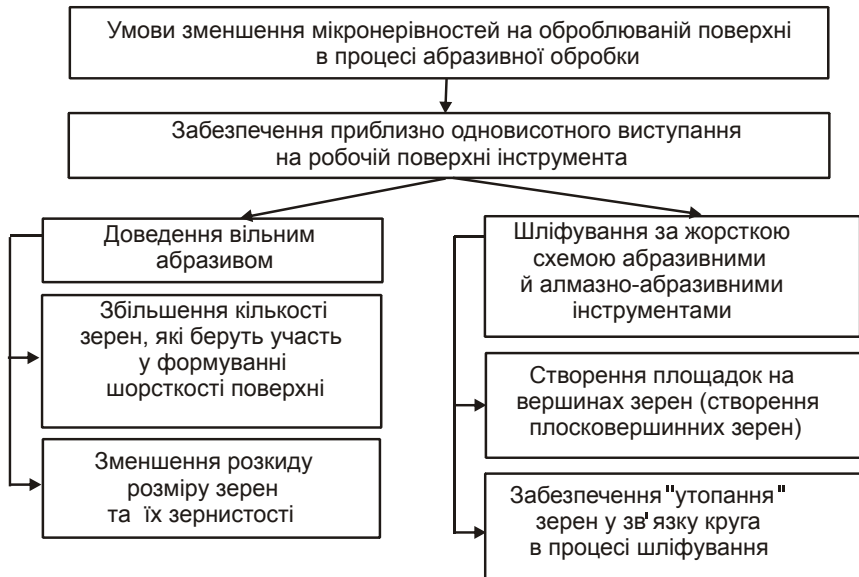 Умови зменшення мікронерівностей на оброблюваній поверхні
в процесі абразивної обробки
Забезпечення приблизно одновисотного виступання
на робочій поверхні інструмента
Доведення вільним
абразивом
Збільшення кількості
зерен, які беруть участь
у формуванні
шорсткості поверхні
Зменшення розкиду
розміру зерен
та їх зернистості
Шліфування за жорсткою
схемою абразивними
й алмазно-абразивними
інструментами
Створення площадок на
вершинах зерен (створення
плосковершинних зерен)
Забезпечення "утопання"
зерен у зв'язку круга
в процесі шліфування